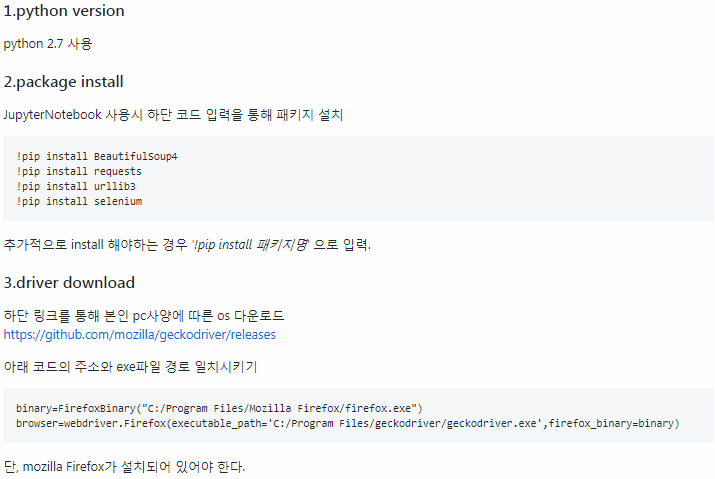 1.python version
python 2.7 사용
2.package install
JupyterNotebook 사용시 하단 코드 입력을 통해 패키지 설치
!pip install BeautifulSoup4
!pip install requests
!pip install urllib3
!pip install selenium
추가적으로 install 해야하는 경우 '!pip install 패키지명' 으로 입력.
3.driver download
하단 링크를 통해 본인 pc사양에 따른 os 다운로드
https://github.com/mozilla/geckodriver/releases
아래 코드의 주소와 exe파일 경로 일치시키기
binary=FirefoxBinary("C:/Program Files/Mozilla Firefox/firefox.exe")
browser=webdriver.Firefox(executable_path='C:/Program Files/geckodriver/geckodriver.exe',firefox_binary=binary)
단, mozilla Firefox가 설치되어 있어야 한다.